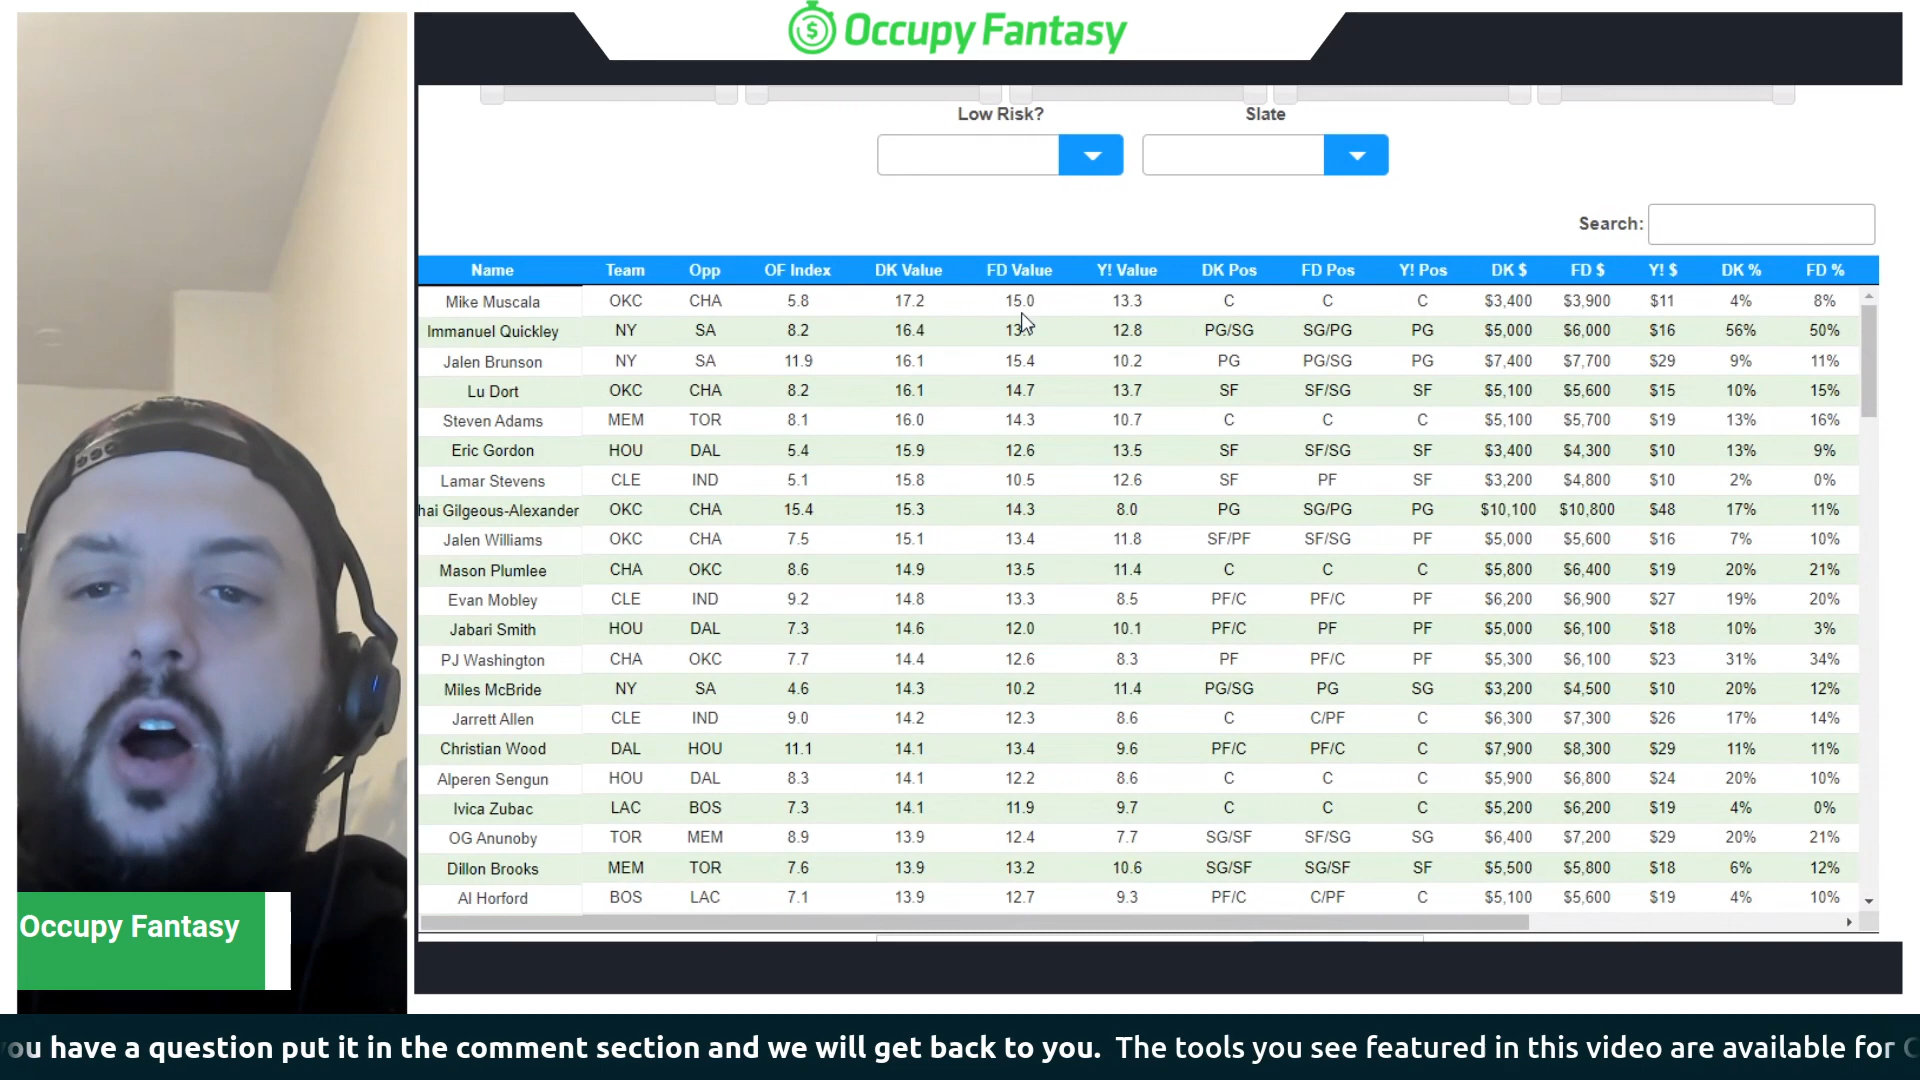 Occupy Fantasy
Low Risk? Slate
Search:
Name Team Opp OF Index DK Value FD Value Y! Value DK Pos FD Pos Y! Pos DK $ FD $ Y! $ DK % FD %
Mike Muscala OKC CHA 5.8 17.2 15.0 13.3 C C C $3,400 $3,900 $11 4% 8%
Immanuel Quickley NY SA 8.2 16.4 12.8 PG/SG SG/PG PG $5,000 $6,000 $16 56% 50%
Jalen Brunson NY SA 11.9 16.1 15.4 10.2 PG PG/SG PG $7,400 $7,700 $29 9% 11%
Lu Dort OKC CHA 8.2 16.1 14.7 13.7 SF SF/SG SF $5,100 $5,600 $15 10% 15%
Steven Adams MEM TOR 8.1 16.0 14.3 10.7 C C C $5,100 $5,700 $19 13% 16%
Eric Gordon HOU DAL 5.4 15.9 12.6 13.5 SF SF/SG SF $3,400 $4,300 $10 13% 9%
Lamar Stevens CLE IND 5.1 15.8 10.5 12.6 SF PF SF $3,200 $4,800 $10 2% 0%
hai Gilgeous-Alexander OKC CHA 15.4 15.3 14.3 8.0 PG SG/PG PG $10,100 $10,800 $48 17% 11%
Jalen Williams OKC CHA 7.5 15.1 13.4 11.8 SF/PF SF/SG PF $5,000 $5,600 $16 7% 10%
Mason Plumlee CHA OKC 8.6 14.9 13.5 11.4 C C C $5,800 $6,400 $19 20% 21%
Evan Mobley CLE IND 9.2 14.8 13.3 8.5 PF/C PF/C PF $6,200 $6,900 $27 19% 20%
Jabari Smith HOU DAL 7.3 14.6 12.0 10.1 PF/C PF PF $5,000 $6,100 $18 10% 3%
PJ Washington CHA OKC 7.7 14.4 12.6 8.3 PF PF/C PF $5,300 $6,100 $23 31% 34%
Miles McBride NY SA 4.6 14.3 10.2 11.4 PG/SG PG SG $3,200 $4,500 $10 20% 12%
Jarrett Allen CLE IND 9.0 14.2 12.3 8.6 C C/PF C $6,300 $7,300 $26 17% 14%
Christian Wood DAL HOU 11.1 14.1 13.4 9.6 PF/C PF/C C $7,900 $8,300 $29 11% 11%
Alperen Sengun HOU DAL 8.3 14.1 12.2 8.6 C C C $5,900 $6,800 $24 20% 10%
Ivica Zubac LAC BOS 7.3 14.1 11.9 9.7 C C C $5,200 $6,200 $19 4% 0%
OG Anunoby TOR MEM 8.9 13.9 12.4 7.7 SG/SF SF/SG SG $6,400 $7,200 $29 20% 21%
Dillon Brooks MEM TOR 7.6 13.9 13.2 10.6 SG/SF SG/SF SF $5,500 $5,800 $18 6% 12%
Al Horford BOS LAC 7.1 13.9 12.7 9.3 PF/C C/PF C $5,100 $5,600 $19 4% 10%
Occupy Fantasy
ou have a question put it in the comment section and we will get back to you. The tools you see featured in this video are available for